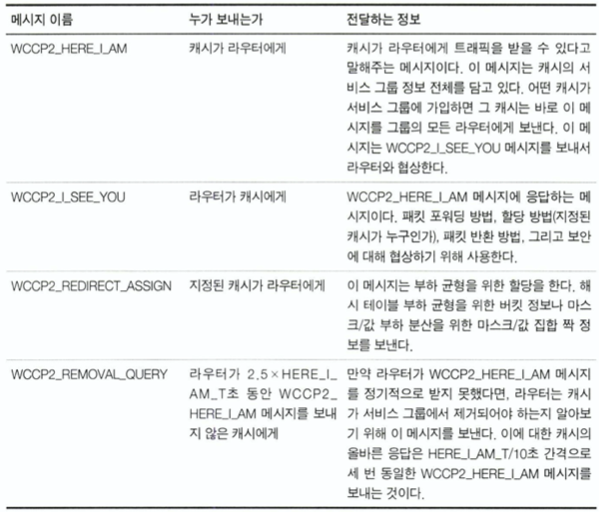 메시지 이름 누가 보내는가 전달하는 정보
WCCP2_HERE_I_AM 캐시가 라우터에게 캐시가 라우터에게 트래픽을 받을 수 있다고
말해주는 메시지이다. 이 메시지는 캐시의 서
비스 그룹 정보 전체를 담고 있다. 어떤 캐시가
서비스 그룹에 가입하면 그 캐시는 바로 이 메
시지를 그룹의 모든 라우터에게 보낸다. 이 메
시지는 WCCP2_I_SEE_YOU 메시지를 보내서
라우터와 협상한다.
WCCP2_I_SEE_YOU 라우터가 캐시에게 WCCP2_HERE_I_AM 메시지에 응답하는 메
시지이다. 패킷 포워딩 방법, 할당 방법(지정된
캐시가 누구인가), 패킷 반환 방법, 그리고 보안
에 대해 협상하기 위해 사용한다.
WCCP2_REDIRECT_ASSIGN 지정된 캐시가 라우터에게 이 메시지는 부하 균형을 위한 할당을 한다. 해
시 테이블 부하 균형을 위한 버킷 정보나 마스
크/값 부하 분산을 위한 마스크/값 집합 짝 정
보를 보낸다.
WCCP2_REMOVAL_QUERY 라우터가 2.5×HERE_I_ 만약 라우터가 WCCP2_HERE_I_AM 메시지
AM_T초 동안 WCCP2_ 를 정기적으로 받지 못했다면, 라우터는 캐시
HERE_I_AM 메시지를 보내 가 서비스 그룹에서 제거되어야 하는지 알아보
지 않은 캐시에게 기 위해 이 메시지를 보낸다. 이에 대한 캐시의
올바른 응답은 HERE_I_AM_T/10초 간격으로
세 번 동일한 WCCP2_HERE_I_AM 메시지를
보내는 것이다.